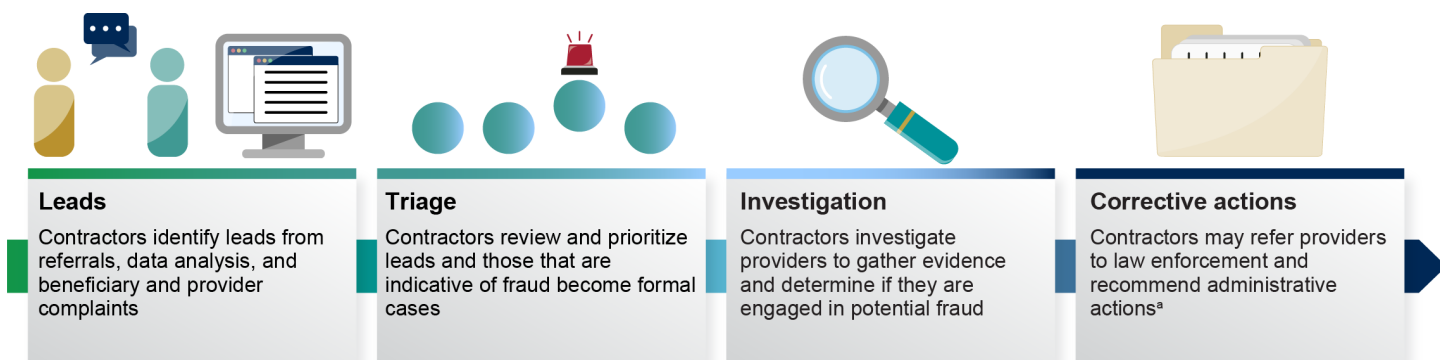 Leads
Contractors identify leads from
referrals, data analysis, and
beneficiary and provider
complaints
Triage
Contractors review and prioritize
leads and those that are
indicative of fraud become formal
cases
Investigation
Contractors investigate
providers to gather evidence
and determine if they are
engaged in potential fraud
Corrective actions
Contractors may refer providers
to law enforcement and
recommend administrative
actionsᵃ